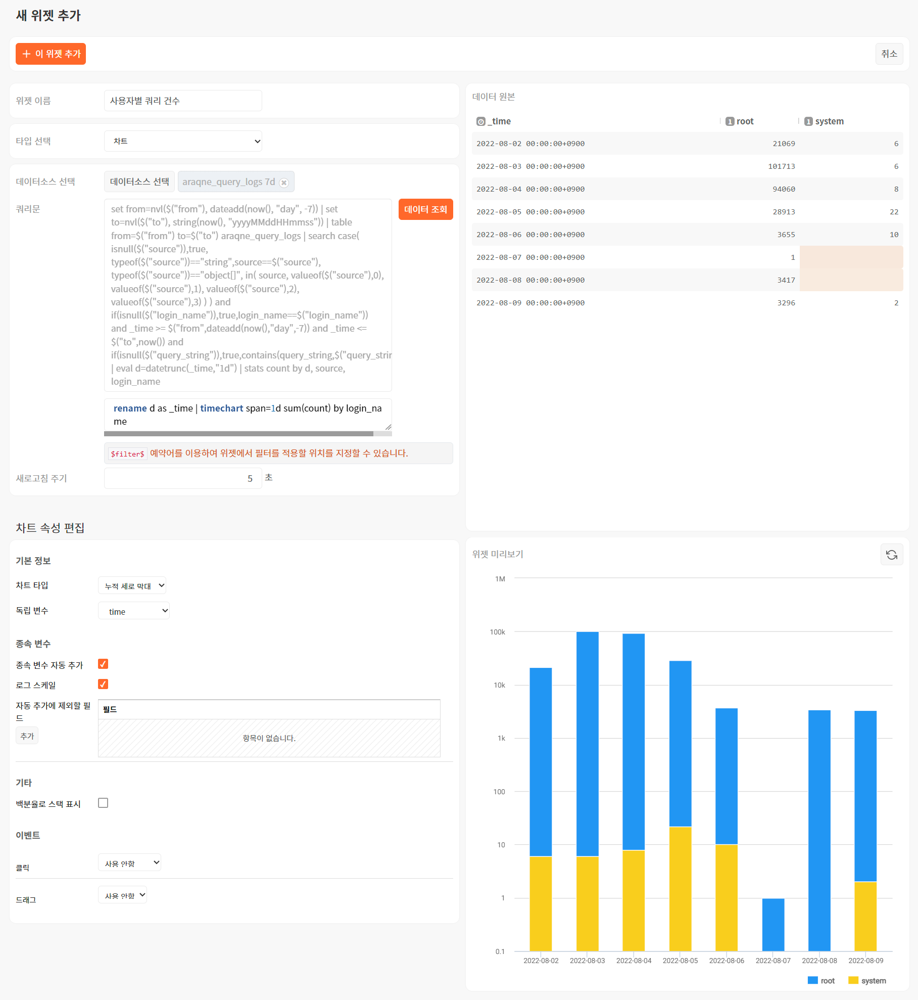 새 위젯 추가
이 위젯 추가
취소
위젯 이름
사용자별 쿼리 건수
타입 선택
차트
데이터소스 선택
데이터소스 선택
araqne_query_logs 7d
쿼리문
set from=nvl($("from"), dateadd(now(), "day", -7)) | set
to=nvl($("to"), string(now(), "yyyyMMddHHmmss")) | table
from=$("from") to=$("to") araqne_query_logs | search case(
isnull($("source")),true,
typeof($("source"))=="string",source==$("source"),
typeof($("source"))=="object[]", in( source, valueof($("source"),0),
valueof($("source"),1), valueof($("source"),2),
valueof($("source"),3) ) ) and
if(isnull($("login_name")),true,login_name==$("login_name"))
and _time >= $("from",dateadd(now(),"day",-7)) and _time <=
$("to",now()) and
if(isnull($("query_string")),true,contains(query_string,$("query_strin
| eval d=datetrunc(_time,"1d") | stats count by d, source,
login_name
데이터 조회
rename d as _time | timechart span=1d sum(count) by login_na
me
$filter$ 예약어를 이용하여 위젯에서 필터를 적용할 위치를 지정할 수 있습니다.
새로고침 주기
5 초
데이터 원본
_time 1 root 1 system
2022-08-02 00:00:00+0900 21069 6
2022-08-03 00:00:00+0900 101713 6
2022-08-04 00:00:00+0900 94060 8
2022-08-05 00:00:00+0900 28913 22
2022-08-06 00:00:00+0900 3655 10
2022-08-07 00:00:00+0900 1
2022-08-08 00:00:00+0900 3417
2022-08-09 00:00:00+0900 3296 2
차트 속성 편집
기본 정보
차트 타입
누적 세로 막대
독립 변수
time
종속 변수
종속 변수 자동 추가
로그 스케일
자동 추가에 제외할 필
드
추가
필드
항목이 없습니다.
기타
백분율로 스택 표시
이벤트
클릭
사용 안함
드래그
사용 안함
위젯 미리보기
1M
100k
10k
1k
100
10
1
0.1
2022-08-02 2022-08-03 2022-08-04 2022-08-05 2022-08-06 2022-08-07 2022-08-08 2022-08-09
root system